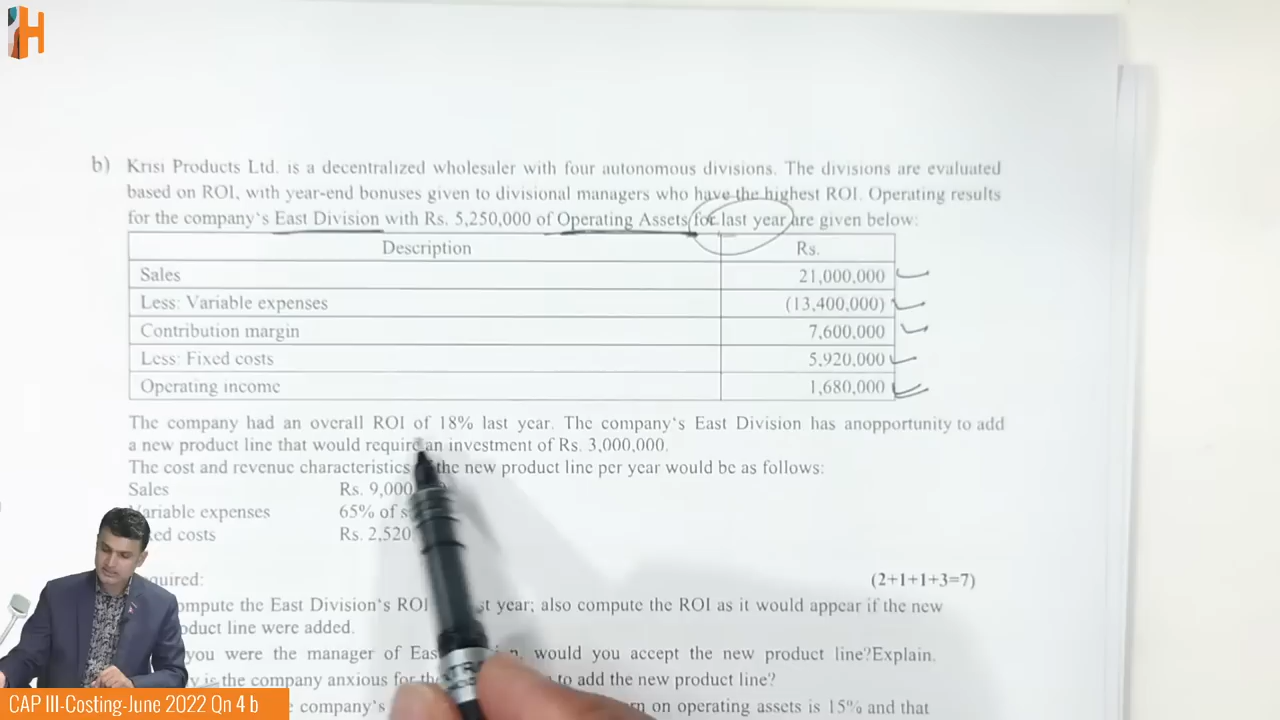 H
b) Krisi Products Ltd. is a decentralized wholesaler with four autonomous divisions. The divisions are evaluated
based on ROI, with year-end bonuses given to divisional managers who have the highest ROI. Operating results
for the company's East Division with Rs. 5,250,000 of Operating Assets for last year are given below:
Description Rs.
Sales 21,000,000
Less: Variable expenses (13,400,000)
Contribution margin 7,600,000
Less: Fixed costs 5,920,000
Operating income 1,680,000
The company had an overall ROI of 18% last year. The company's East Division has anopportunity to add
a new product line that would require an investment of Rs. 3,000,000.
The cost and revenue characteristics the new product line per year would be as follows:
Sales Rs. 9,000
Variable expenses 65% of
costs Rs. 2,520
(2+1+1+3=7)
compute the East Division's ROI year; also compute the ROI as it would appear if the new
product line were added.
you were the manager of would you accept the new product line?Explain.
is the company anxious for to add the new product line?
company's on operating assets is 15% and that
CAP III-Costing-June 2022 Qn 4 b